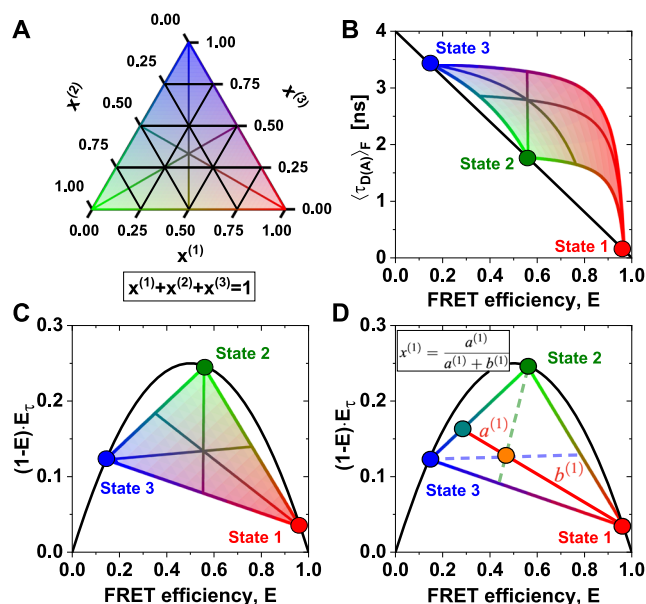 A
0.00
0.00
1.00
0.25
0.75
x(2)
x(3)
0.50
0.50
0.75
0.25
1.00
0.00
0.00 0.25 0.50 0.75 1.00
x(1)
x(1)+x(2)+x(3)=1
B
⟨τD(A)⟩F [ns]
4
3
2
1
0
State 3
State 2
State 1
0.0 0.2 0.4 0.6 0.8 1.0
FRET efficiency, E
C
(1-E)·Eτ
0.3
0.2
0.1
0.0
State 2
State 3
State 1
0.0 0.2 0.4 0.6 0.8 1.0
FRET efficiency, E
D
(1-E)·Eτ
0.3
0.2
0.1
0.0
x(1) = a(1) / a(1) + b(1)
State 2
a(1)
b(1)
State 3
State 1
0.0 0.2 0.4 0.6 0.8 1.0
FRET efficiency, E